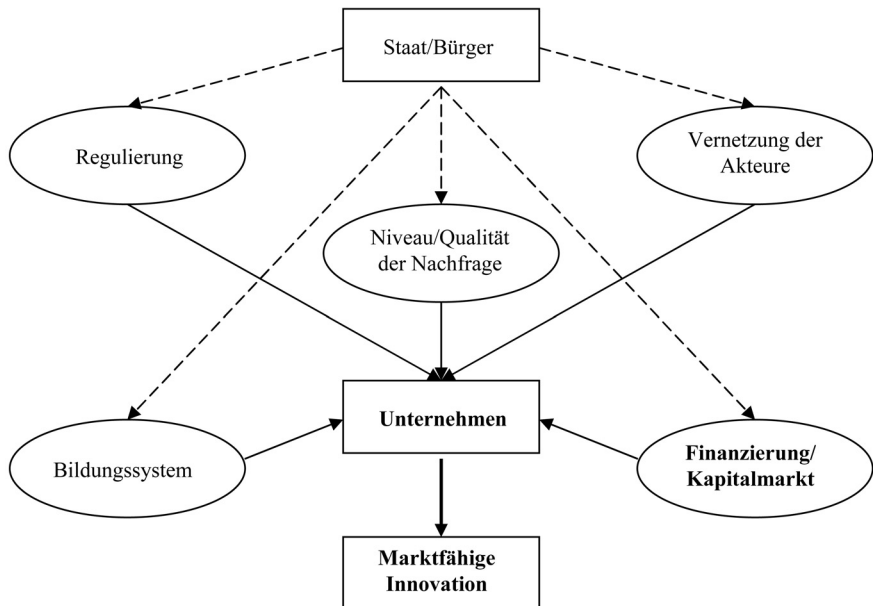 Staat/Bürger
Regulierung
Vernetzung der
Akteure
Niveau/Qualität
der Nachfrage
Unternehmen
Bildungssystem
Finanzierung/
Kapitalmarkt
Marktfähige
Innovation